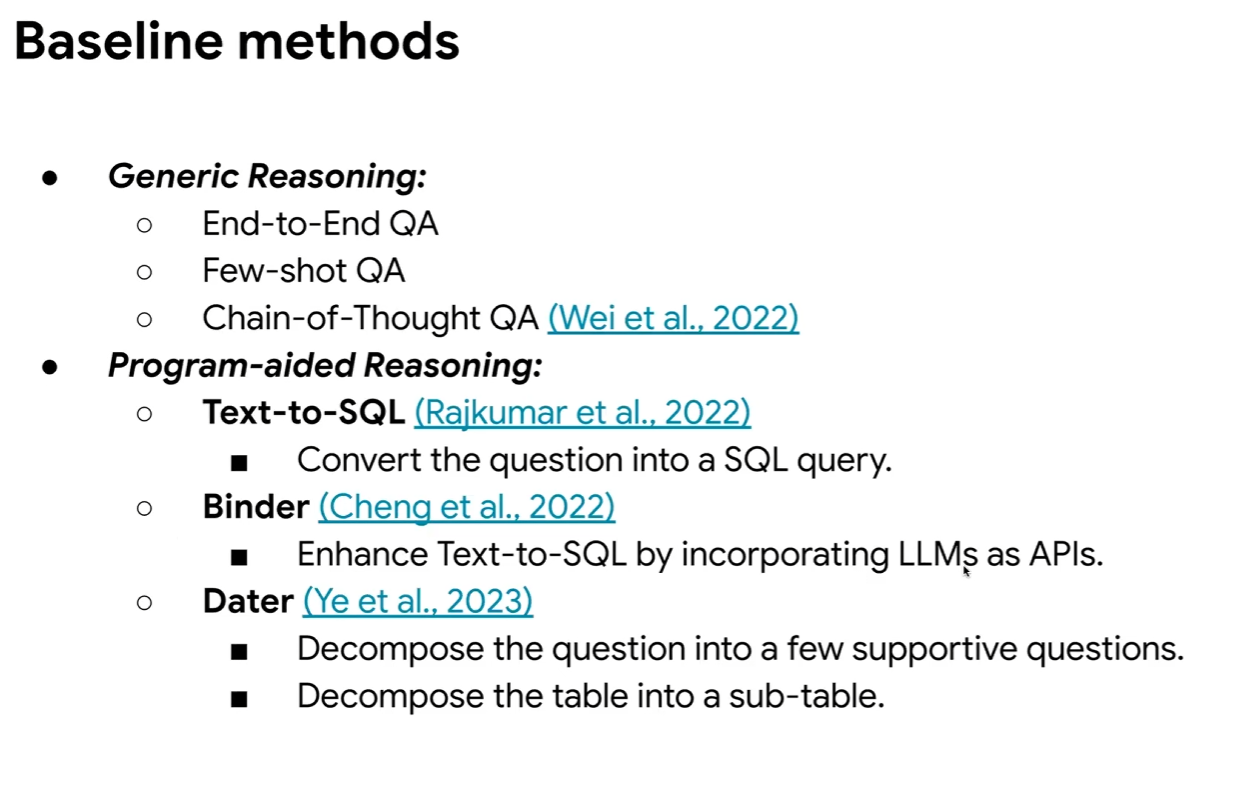 Baseline methods
● Generic Reasoning:
○ End-to-End QA
○ Few-shot QA
○ Chain-of-Thought QA (Wei et al., 2022)
● Program-aided Reasoning:
○ Text-to-SQL (Rajkumar et al., 2022)
■ Convert the question into a SQL query.
○ Binder (Cheng et al., 2022)
■ Enhance Text-to-SQL by incorporating LLMs as APIs.
○ Dater (Ye et al., 2023)
■ Decompose the question into a few supportive questions.
■ Decompose the table into a sub-table.